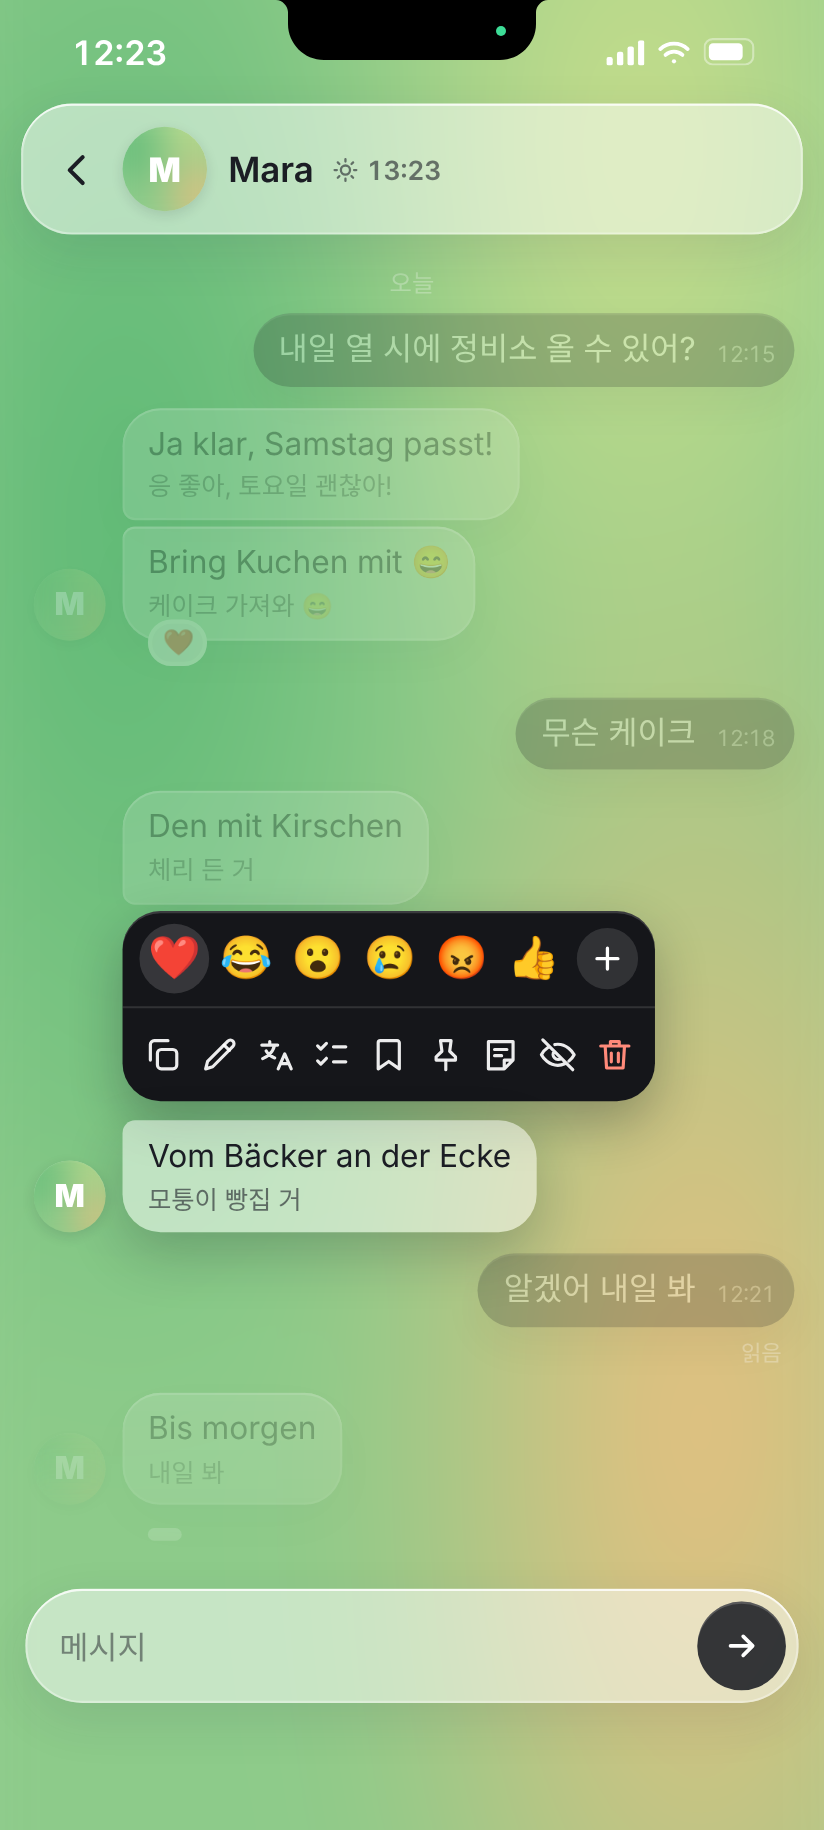 12:23
M
Mara 13:23
오늘
내일 열 시에 정비소 올 수 있어? 12:15
Ja klar, Samstag passt!
응 좋아, 토요일 괜찮아!
Bring Kuchen mit 😄
케이크 가져와 😄
M
❤️
무슨 케이크 12:18
Den mit Kirschen
체리 든 거
❤️ 😂 😮 😢 😡 👍
Vom Bäcker an der Ecke
모퉁이 빵집 거
M
알겠어 내일 봐 12:21
읽음
Bis morgen
내일 봐
M
메시지